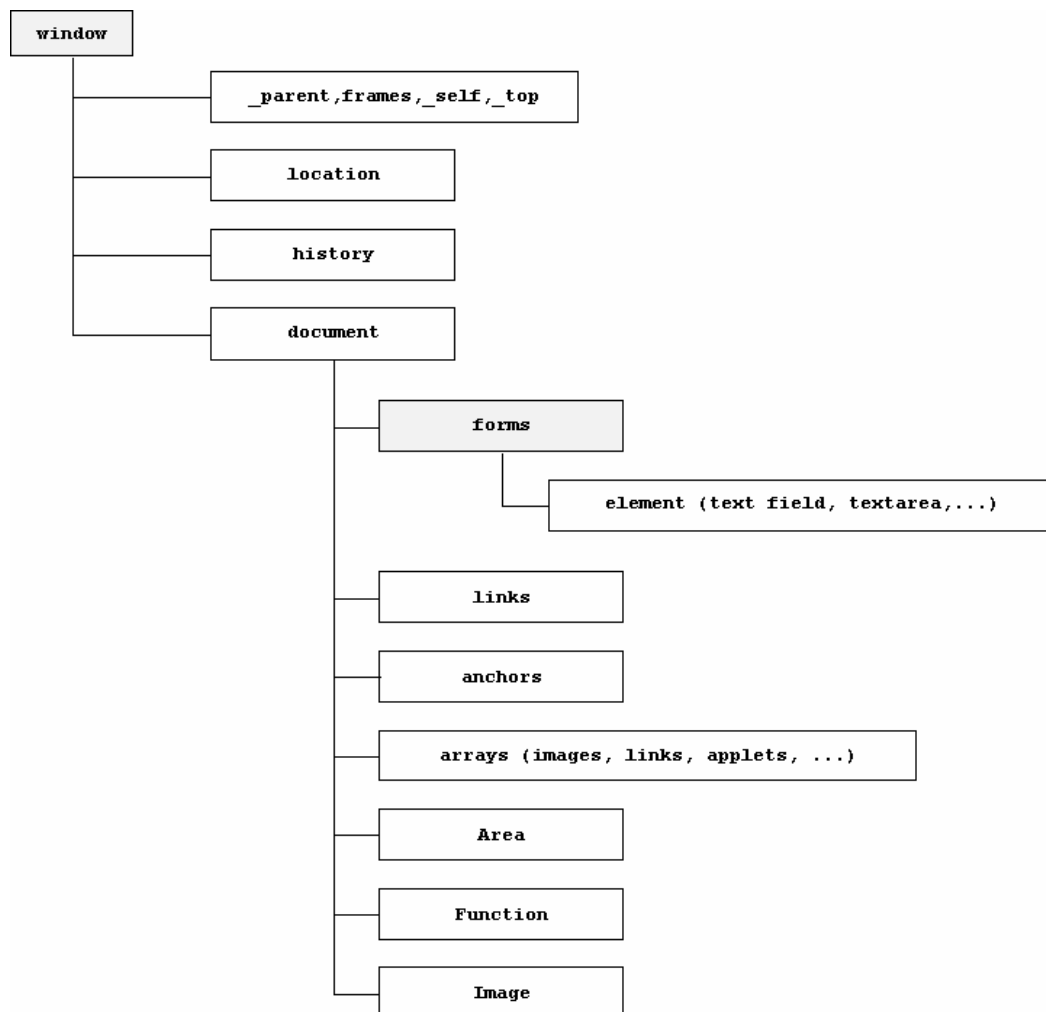 window
_parent,frames,_self,_top
location
history
document
forms
element (text field, textarea,...)
links
anchors
arrays (images, links, applets, ...)
Area
Function
Image